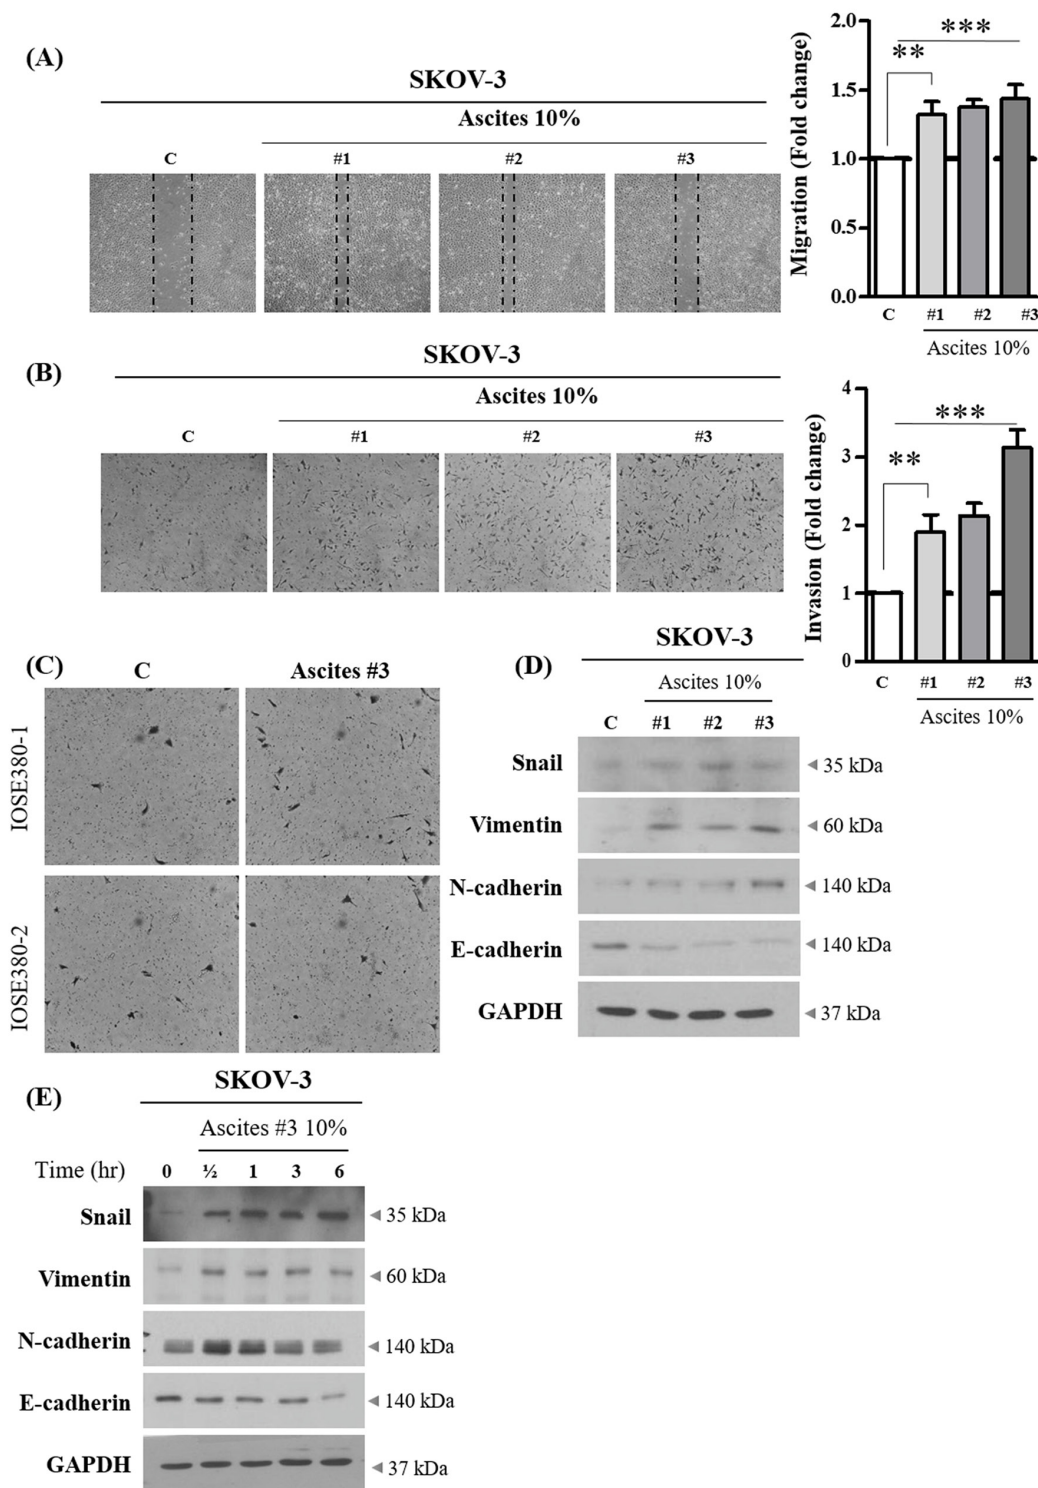 (A)
SKOV-3
Ascites 10%
C #1 #2 #3
Migration (Fold change)
2.0
1.5
1.0
0.5
0.0
** ***
C #1 #2 #3
Ascites 10%
(B)
SKOV-3
Ascites 10%
C #1 #2 #3
Invasion (Fold change)
4
3
2
1
0
** ***
C #1 #2 #3
Ascites 10%
(C)
C Ascites #3
IOSE380-1
IOSE380-2
(D)
SKOV-3
Ascites 10%
C #1 #2 #3
Snail 35 kDa
Vimentin 60 kDa
N-cadherin 140 kDa
E-cadherin 140 kDa
GAPDH 37 kDa
(E)
SKOV-3
Ascites #3 10%
Time (hr) 0 ½ 1 3 6
Snail 35 kDa
Vimentin 60 kDa
N-cadherin 140 kDa
E-cadherin 140 kDa
GAPDH 37 kDa